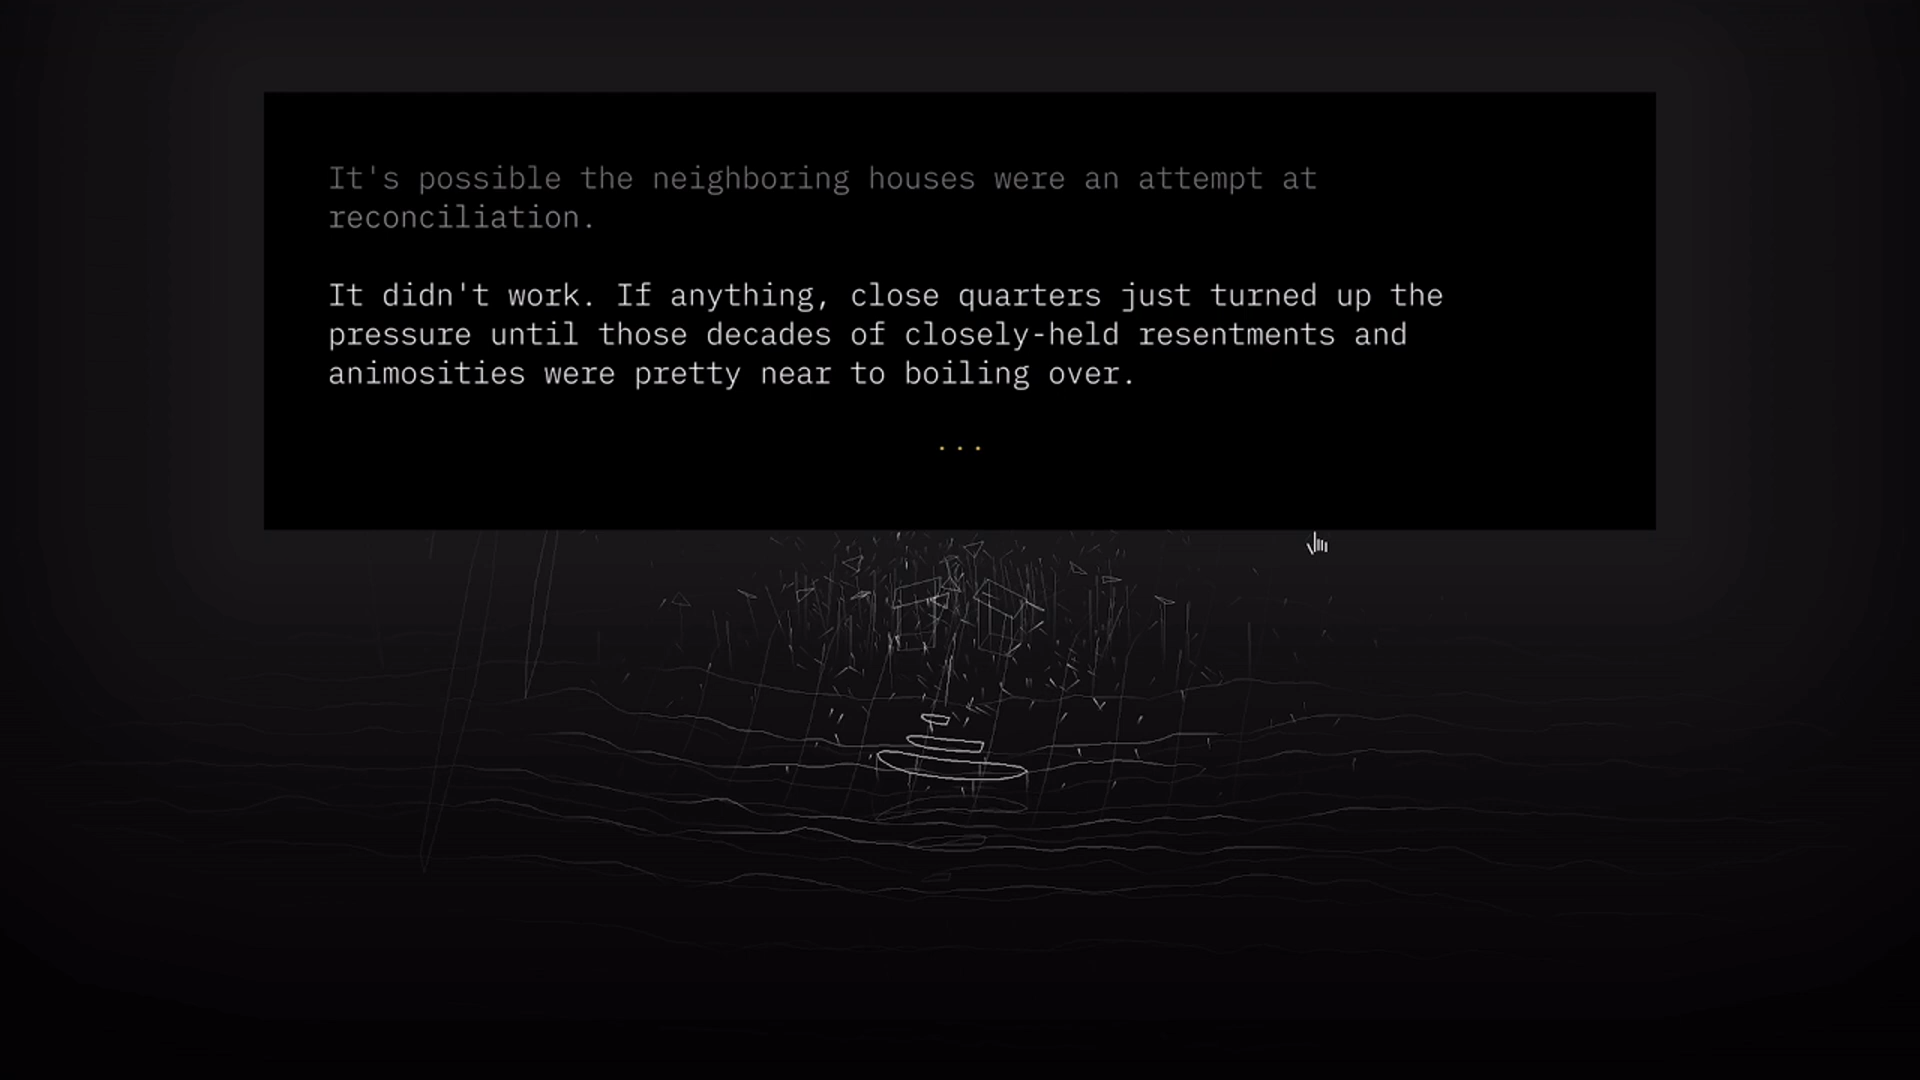 It's possible the neighboring houses were an attempt at
reconciliation.
It didn't work. If anything, close quarters just turned up the
pressure until those decades of closely-held resentments and
animosities were pretty near to boiling over.
...